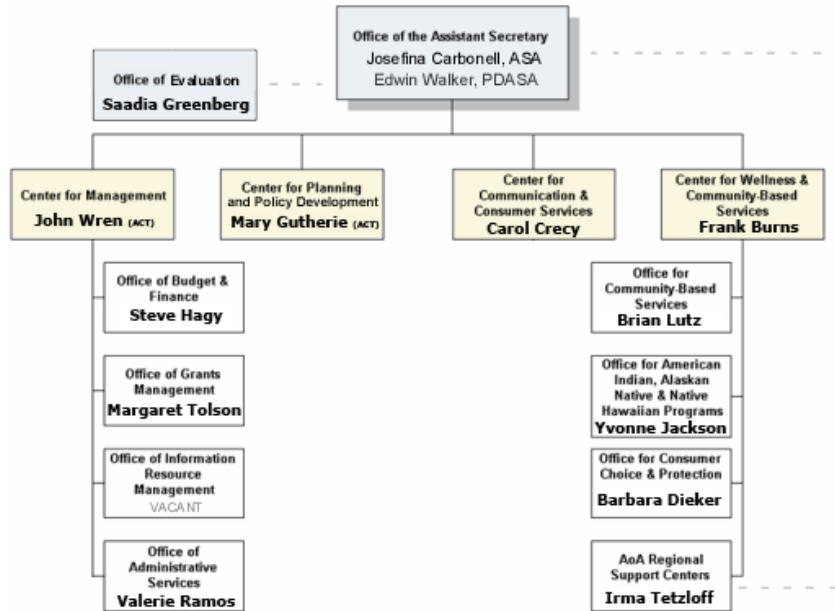 Office of the Assistant Secretary
Josefina Carbonell, ASA
Edwin Walker, PDASA
Office of Evaluation
Saadia Greenberg
Center for Management
John Wren (ACT)
Center for Planning
and Policy Development
Mary Gutherie (ACT)
Center for
Communication &
Consumer Services
Carol Crecy
Center for Wellness &
Community-Based
Services
Frank Burns
Office of Budget &
Finance
Steve Hagy
Office of Grants
Management
Margaret Tolson
Office of Information
Resource
Management
VACANT
Office of
Administrative
Services
Valerie Ramos
Office for
Community-Based
Services
Brian Lutz
Office for American
Indian, Alaskan
Native & Native
Hawaiian Programs
Yvonne Jackson
Office for Consumer
Choice & Protection
Barbara Dieker
AoA Regional
Support Centers
Irma Tetzloff